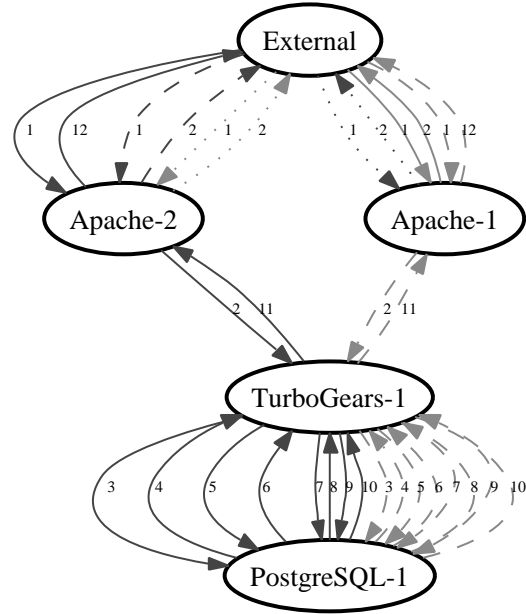 External
1 12 1 2 1 2 1 2 1 2 1 12
Apache-2 Apache-1
2 11 2 11
TurboGears-1
3 4 5 6 7 8 9 10 3 4 5 6 7 8 9 10
PostgreSQL-1